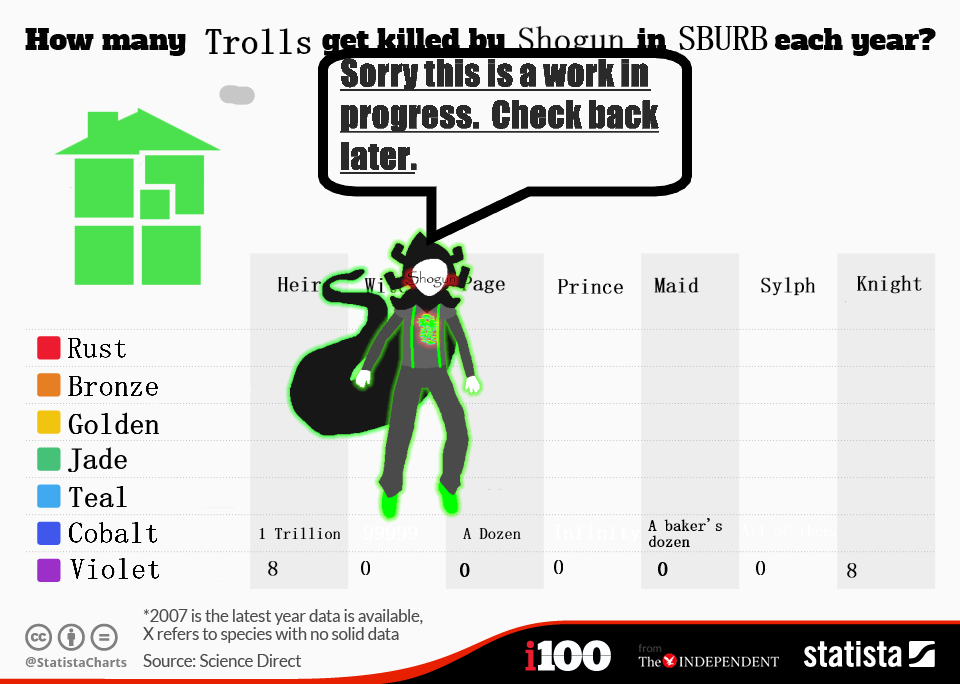 How many Trolls get killed by Shogun in SBURB each year?
Sorry this is a work in
progress. Check back
later.
Heir Page Prince Maid Sylph Knight
Shogun
Rust
Bronze
Golden
Jade
Teal
Cobalt 1 Trillion 99999 A Dozen Infinity A baker's
dozen
Violet 8 0 0 0 0 0 8
*2007 is the latest year data is available,
X refers to species with no solid data
@StatistaCharts Source: Science Direct
i100 from The INDEPENDENT statista